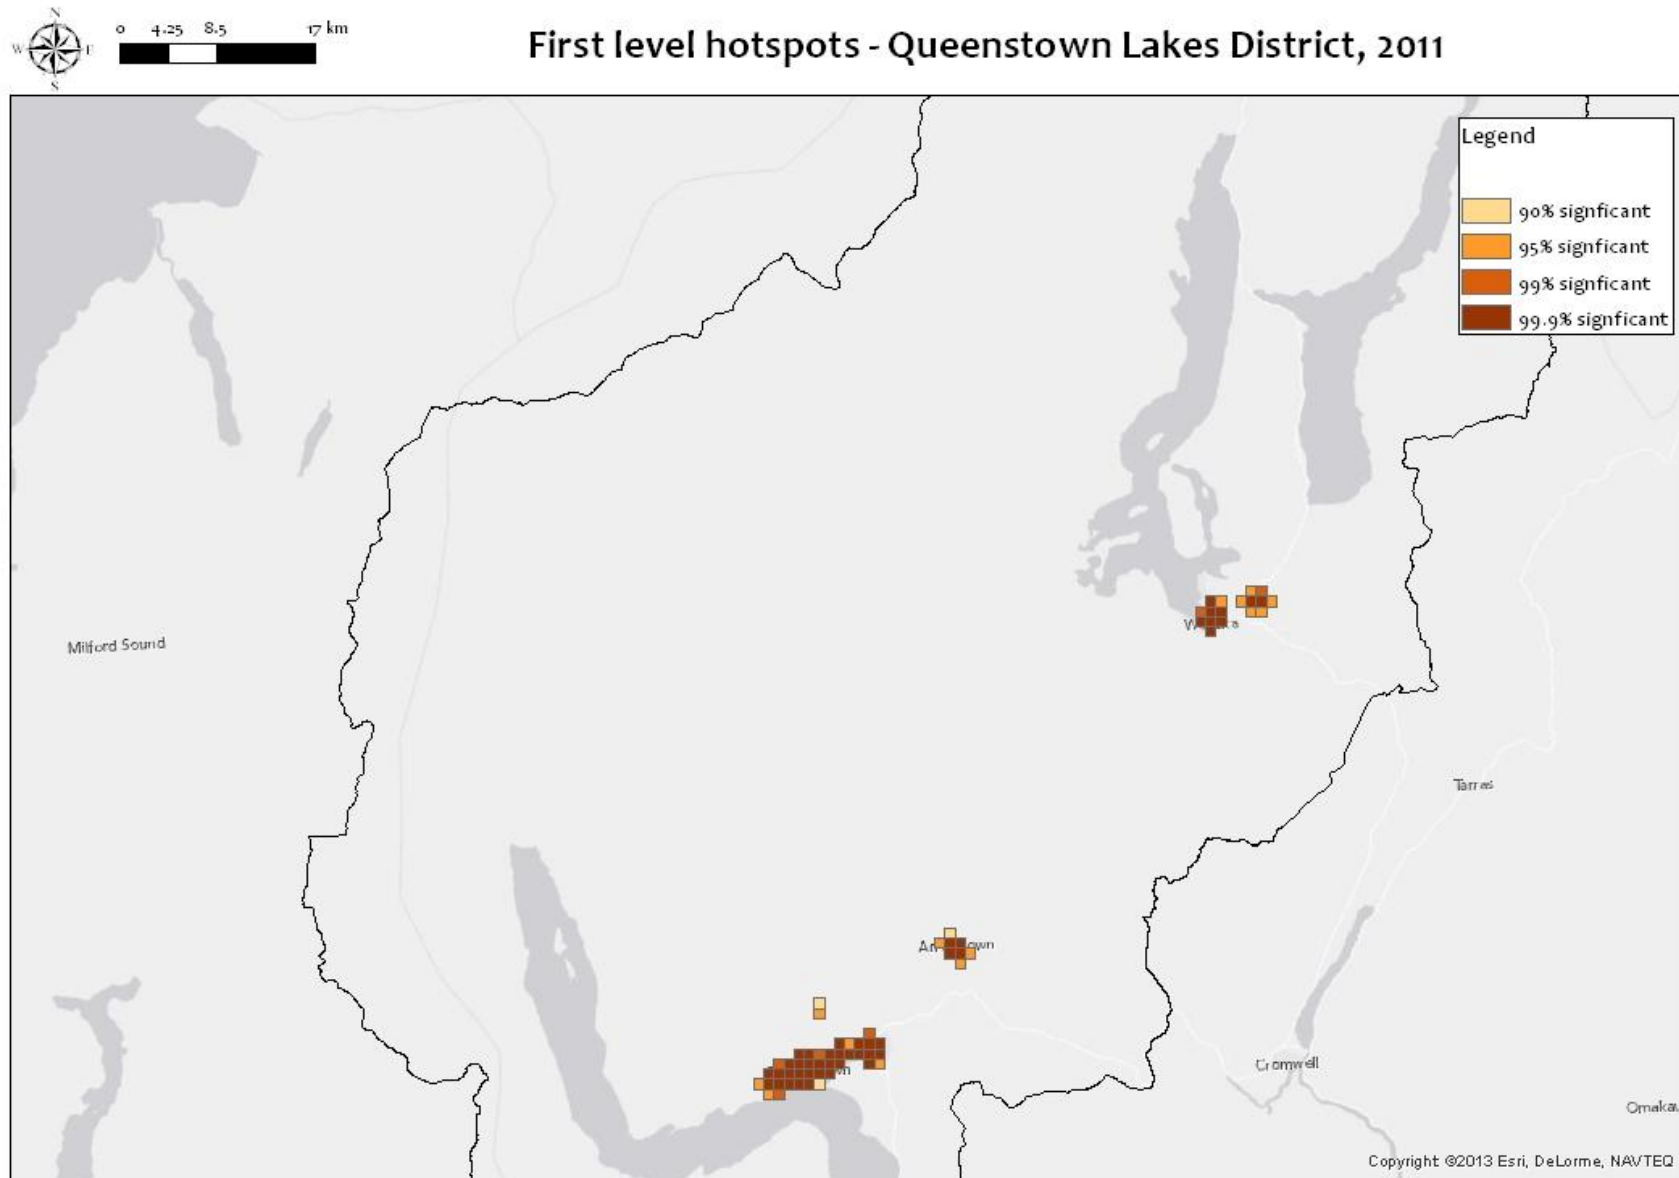 N
W E
S
0 4.25 8.5 17 km
First level hotspots - Queenstown Lakes District, 2011
Legend
90% signficant
95% signficant
99% signficant
99.9% signficant
Milford Sound
Tarras
Cromwell
Copyright ©2013 Esri, DeLorme, NAVTEQ